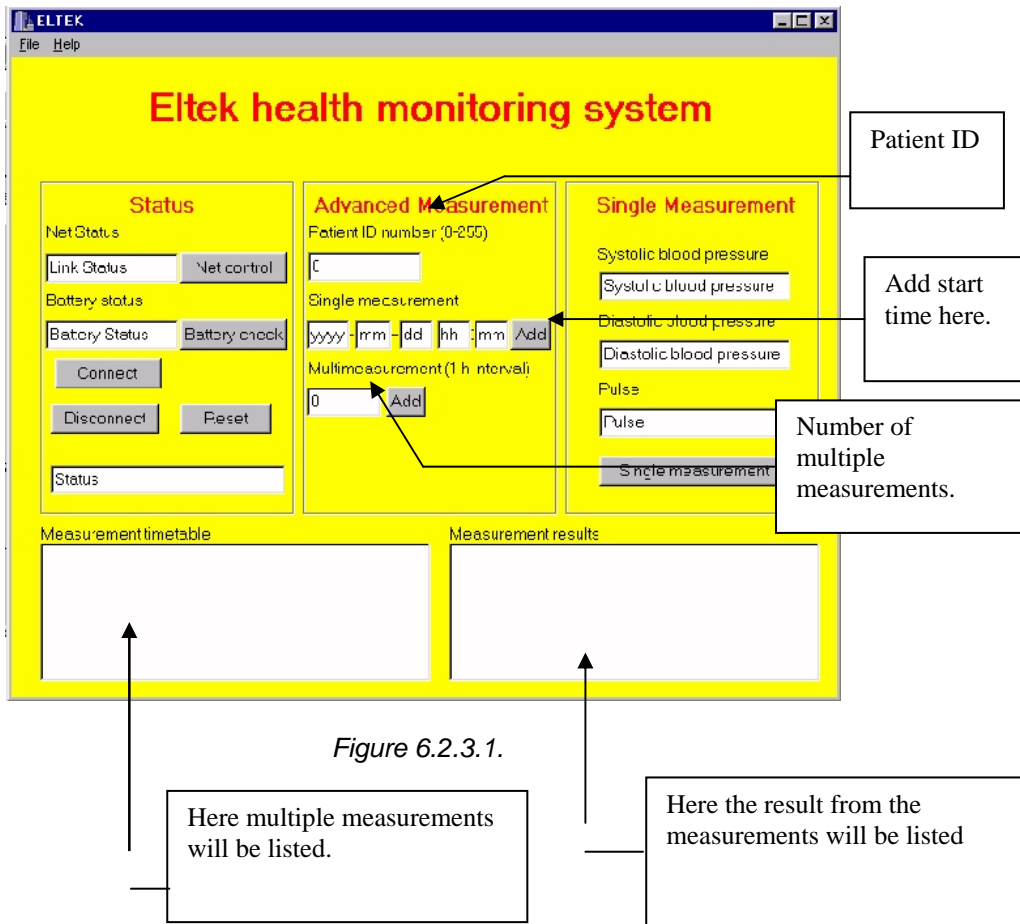 ELTEK
File Help
Eltek health monitoring system
Patient ID
Status
Net Status
Link Status Net control
Battery status
Battery Status Battery check
Connect
Disconnect Reset
Status
Advanced Measurement
Patient ID number (0-255)
0
Single measurement
yyyy - mm - dd hh : mm Add
Multimeasurement (1 h interval)
0 Add
Single Measurement
Systolic blood pressure
Systolic blood pressure
Diastolic blood pressure
Diastolic blood pressure
Pulse
Pulse
Single measurement
Add start
time here.
Number of
multiple
measurements.
Measurement timetable
Measurement results
Figure 6.2.3.1.
Here multiple measurements
will be listed.
Here the result from the
measurements will be listed